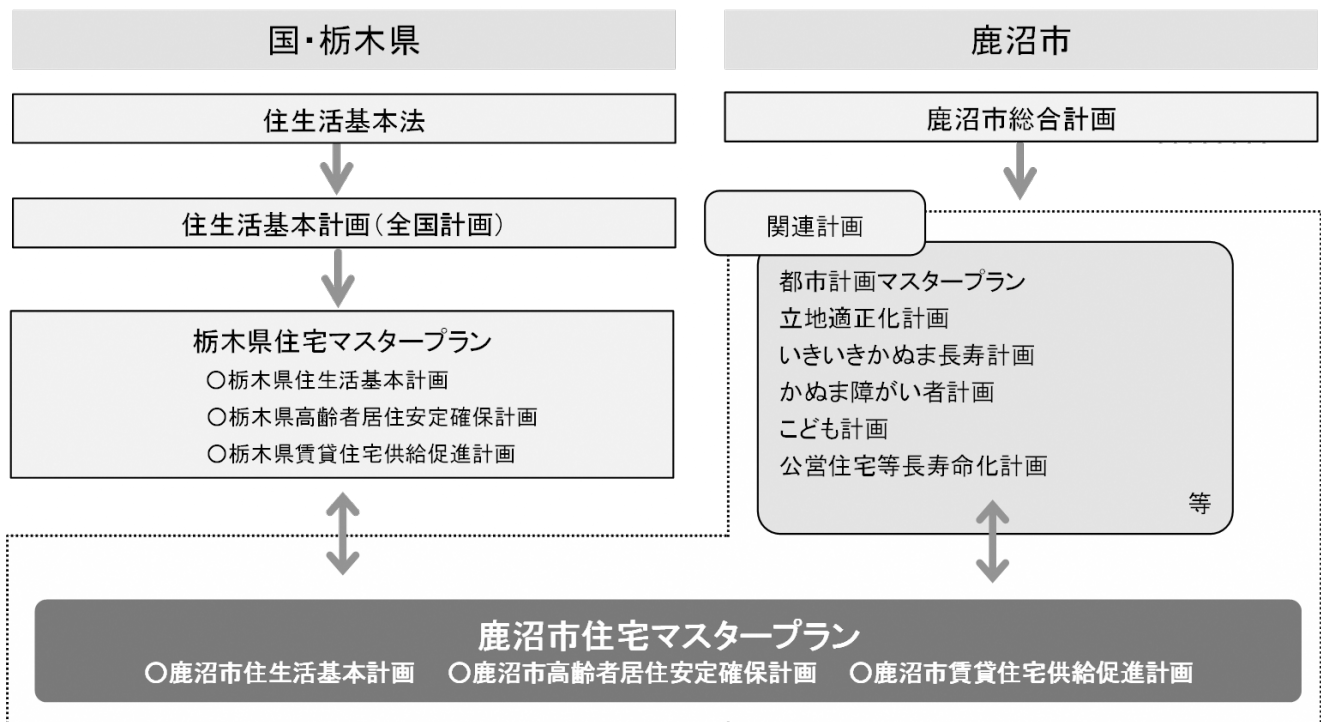 国・栃木県
住生活基本法
住生活基本計画(全国計画)
栃木県住宅マスタープラン
○栃木県住生活基本計画
○栃木県高齢者居住安定確保計画
○栃木県賃貸住宅供給促進計画
鹿沼市
鹿沼市総合計画
関連計画
都市計画マスタープラン
立地適正化計画
いきいきかぬま長寿計画
かぬま障がい者計画
こども計画
公営住宅等長寿命化計画
等
鹿沼市住宅マスタープラン
○鹿沼市住生活基本計画 ○鹿沼市高齢者居住安定確保計画 ○鹿沼市賃貸住宅供給促進計画